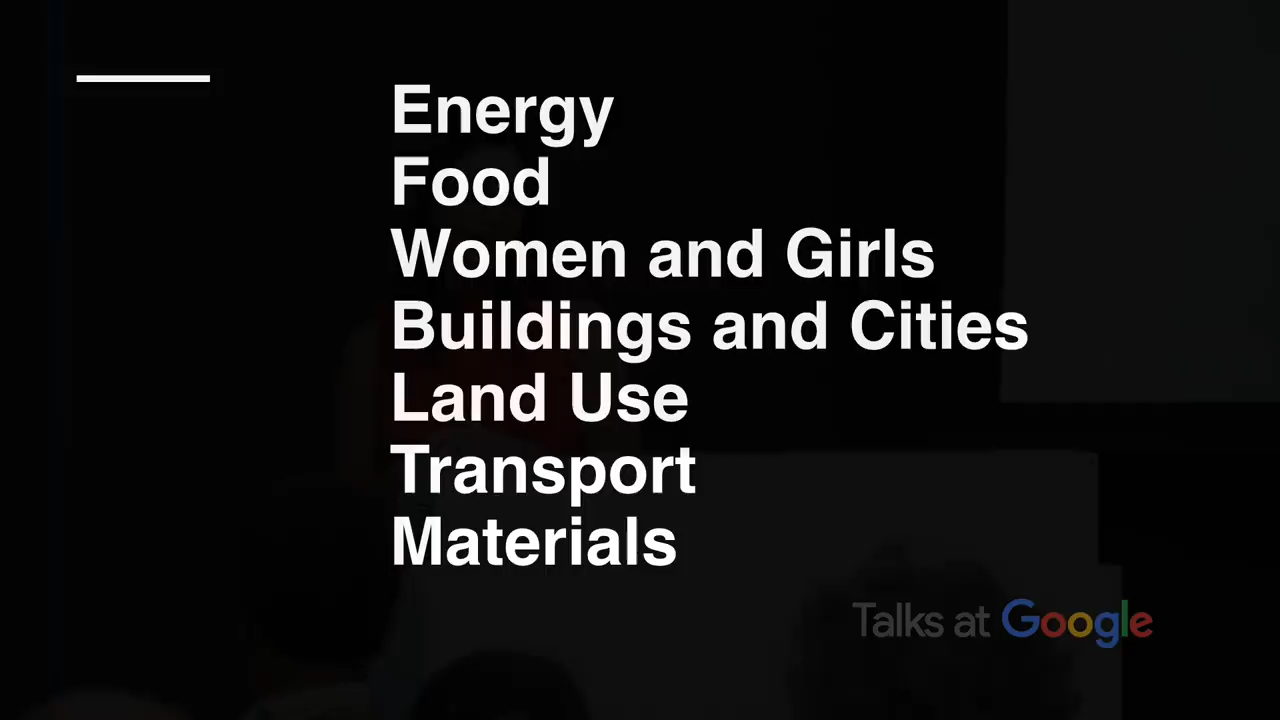 Energy
Food
Women and Girls
Buildings and Cities
Land Use
Transport
Materials
Talks at Google